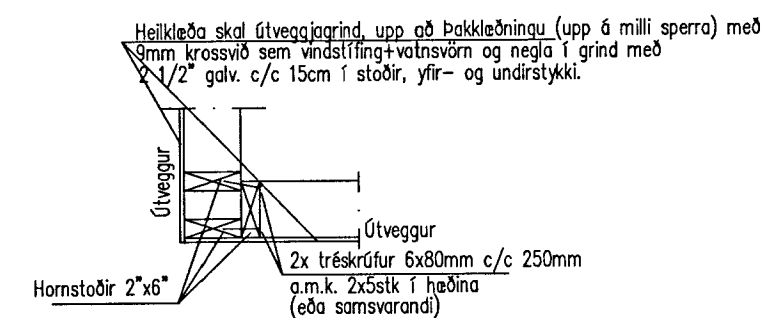 Heilklæða skal útveggjagrind, upp að Þakklæðningu (upp á milli sperra) með
9mm krossvið sem vindstífing+vatnsvörn og negla í grind með
2 1/2" galv. c/c 15cm í stoðir, yfir- og undirstykki.
Útveggur
Útveggur
2x tréskrúfur 6x80mm c/c 250mm
a.m.k. 2x5stk í hæðina
(eða samsvarandi)
Hornstoðir 2"x6"